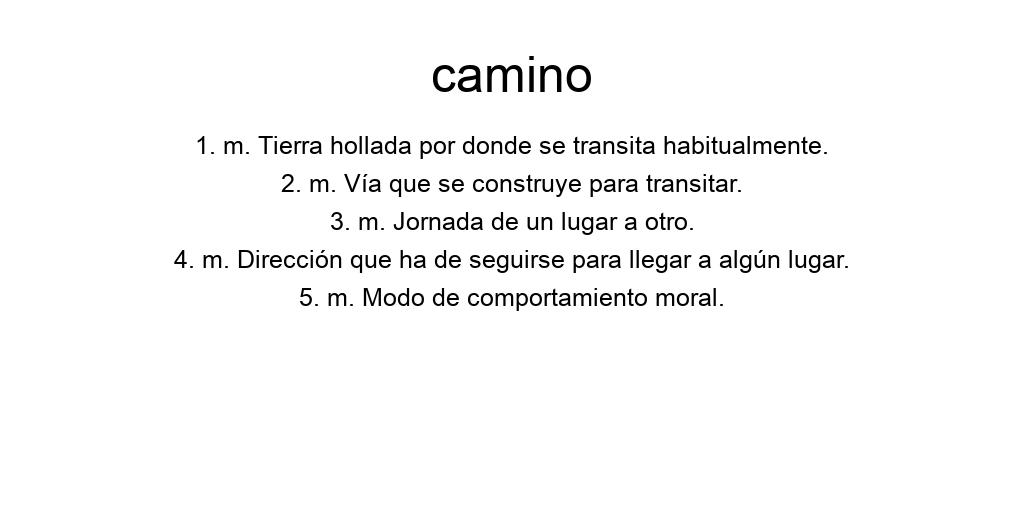 camino
1. m. Tierra hollada por donde se transita habitualmente.
2. m. Vía que se construye para transitar.
3. m. Jornada de un lugar a otro.
4. m. Dirección que ha de seguirse para llegar a algún lugar.
5. m. Modo de comportamiento moral.